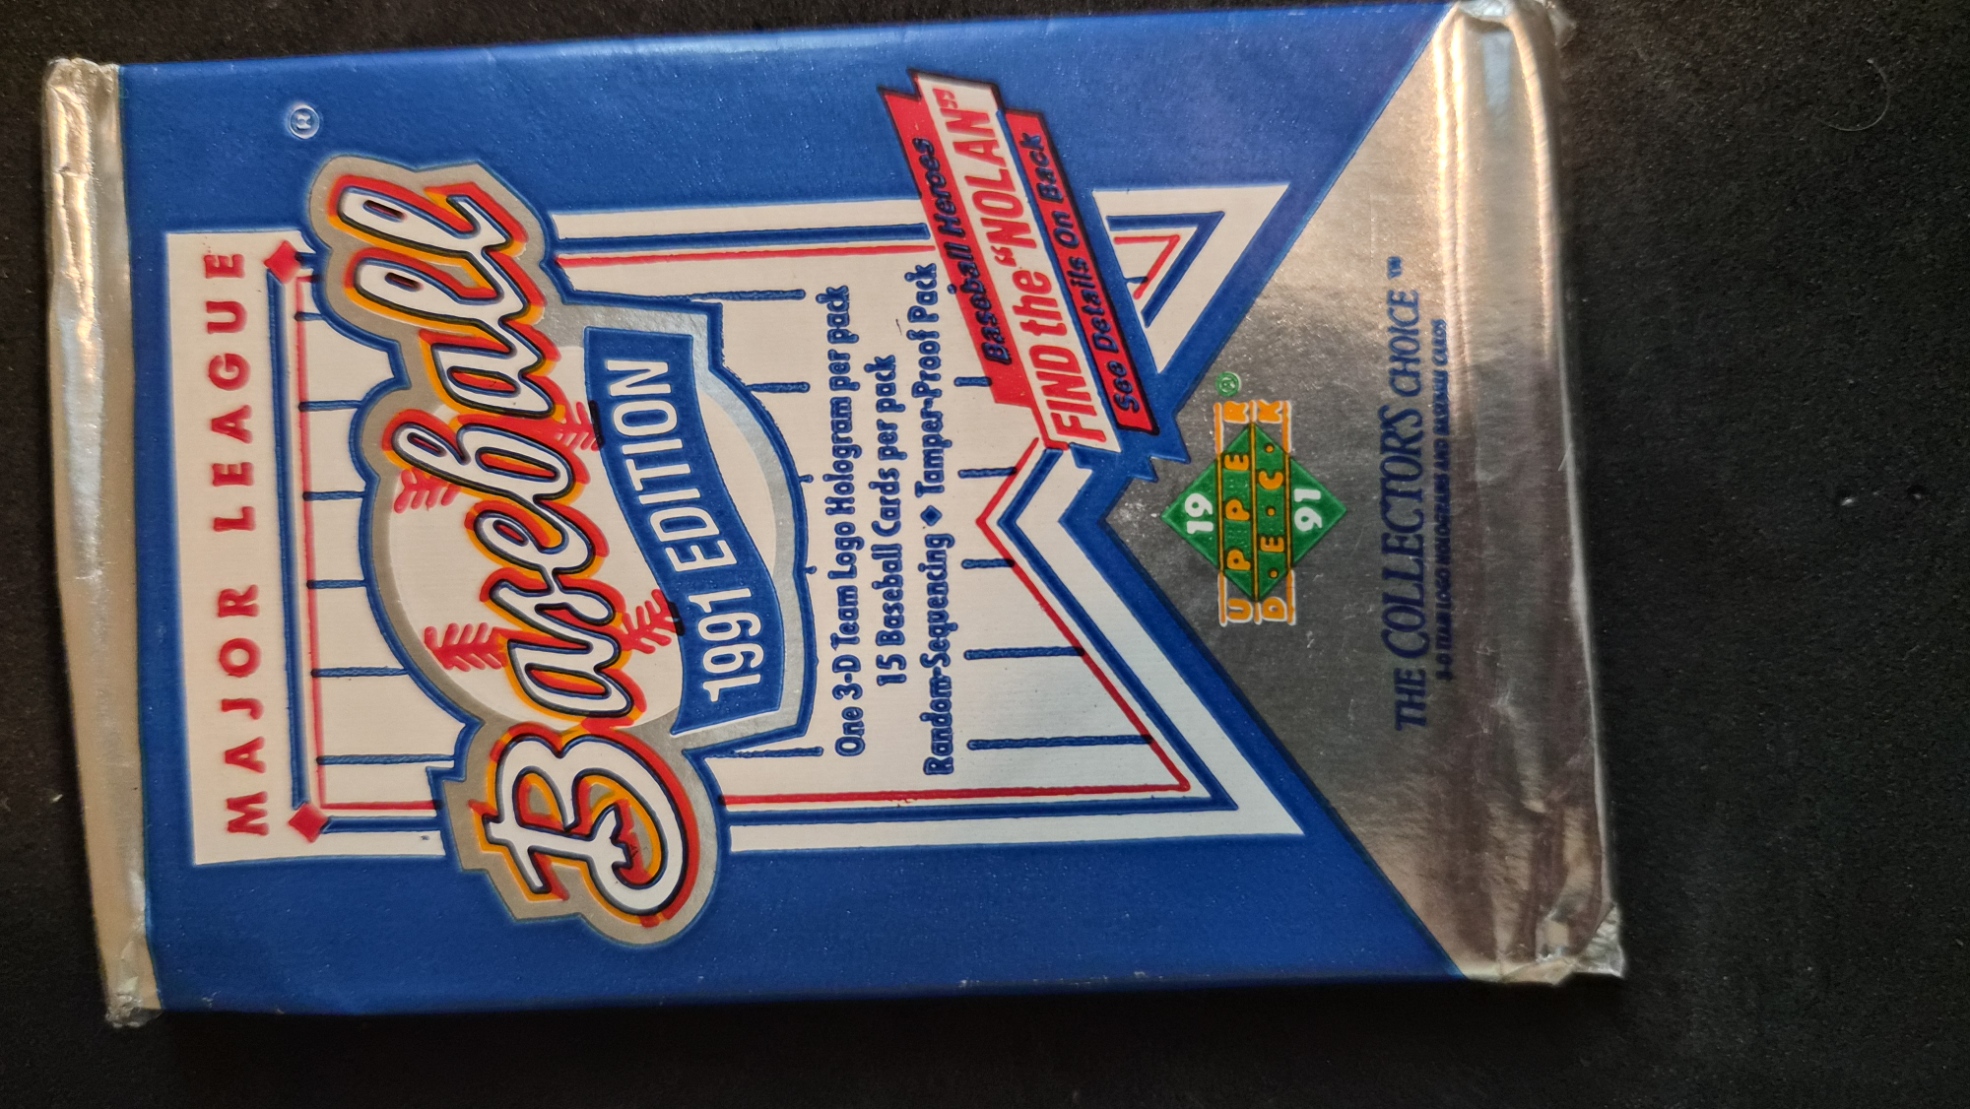 ®
MAJOR LEAGUE
Baseball
1991 EDITION
One 3-D Team Logo Hologram per pack
15 Baseball Cards per pack
Random-Sequencing ◆ Tamper-Proof Pack
Baseball Heroes
FIND the "NOLAN"
See Details On Back
19
UPPER ®
D.E.C.K
91
THE COLLECTOR'S CHOICE ™
3-D TEAM LOGO HOLOGRAMS AND BASEBALL CARDS